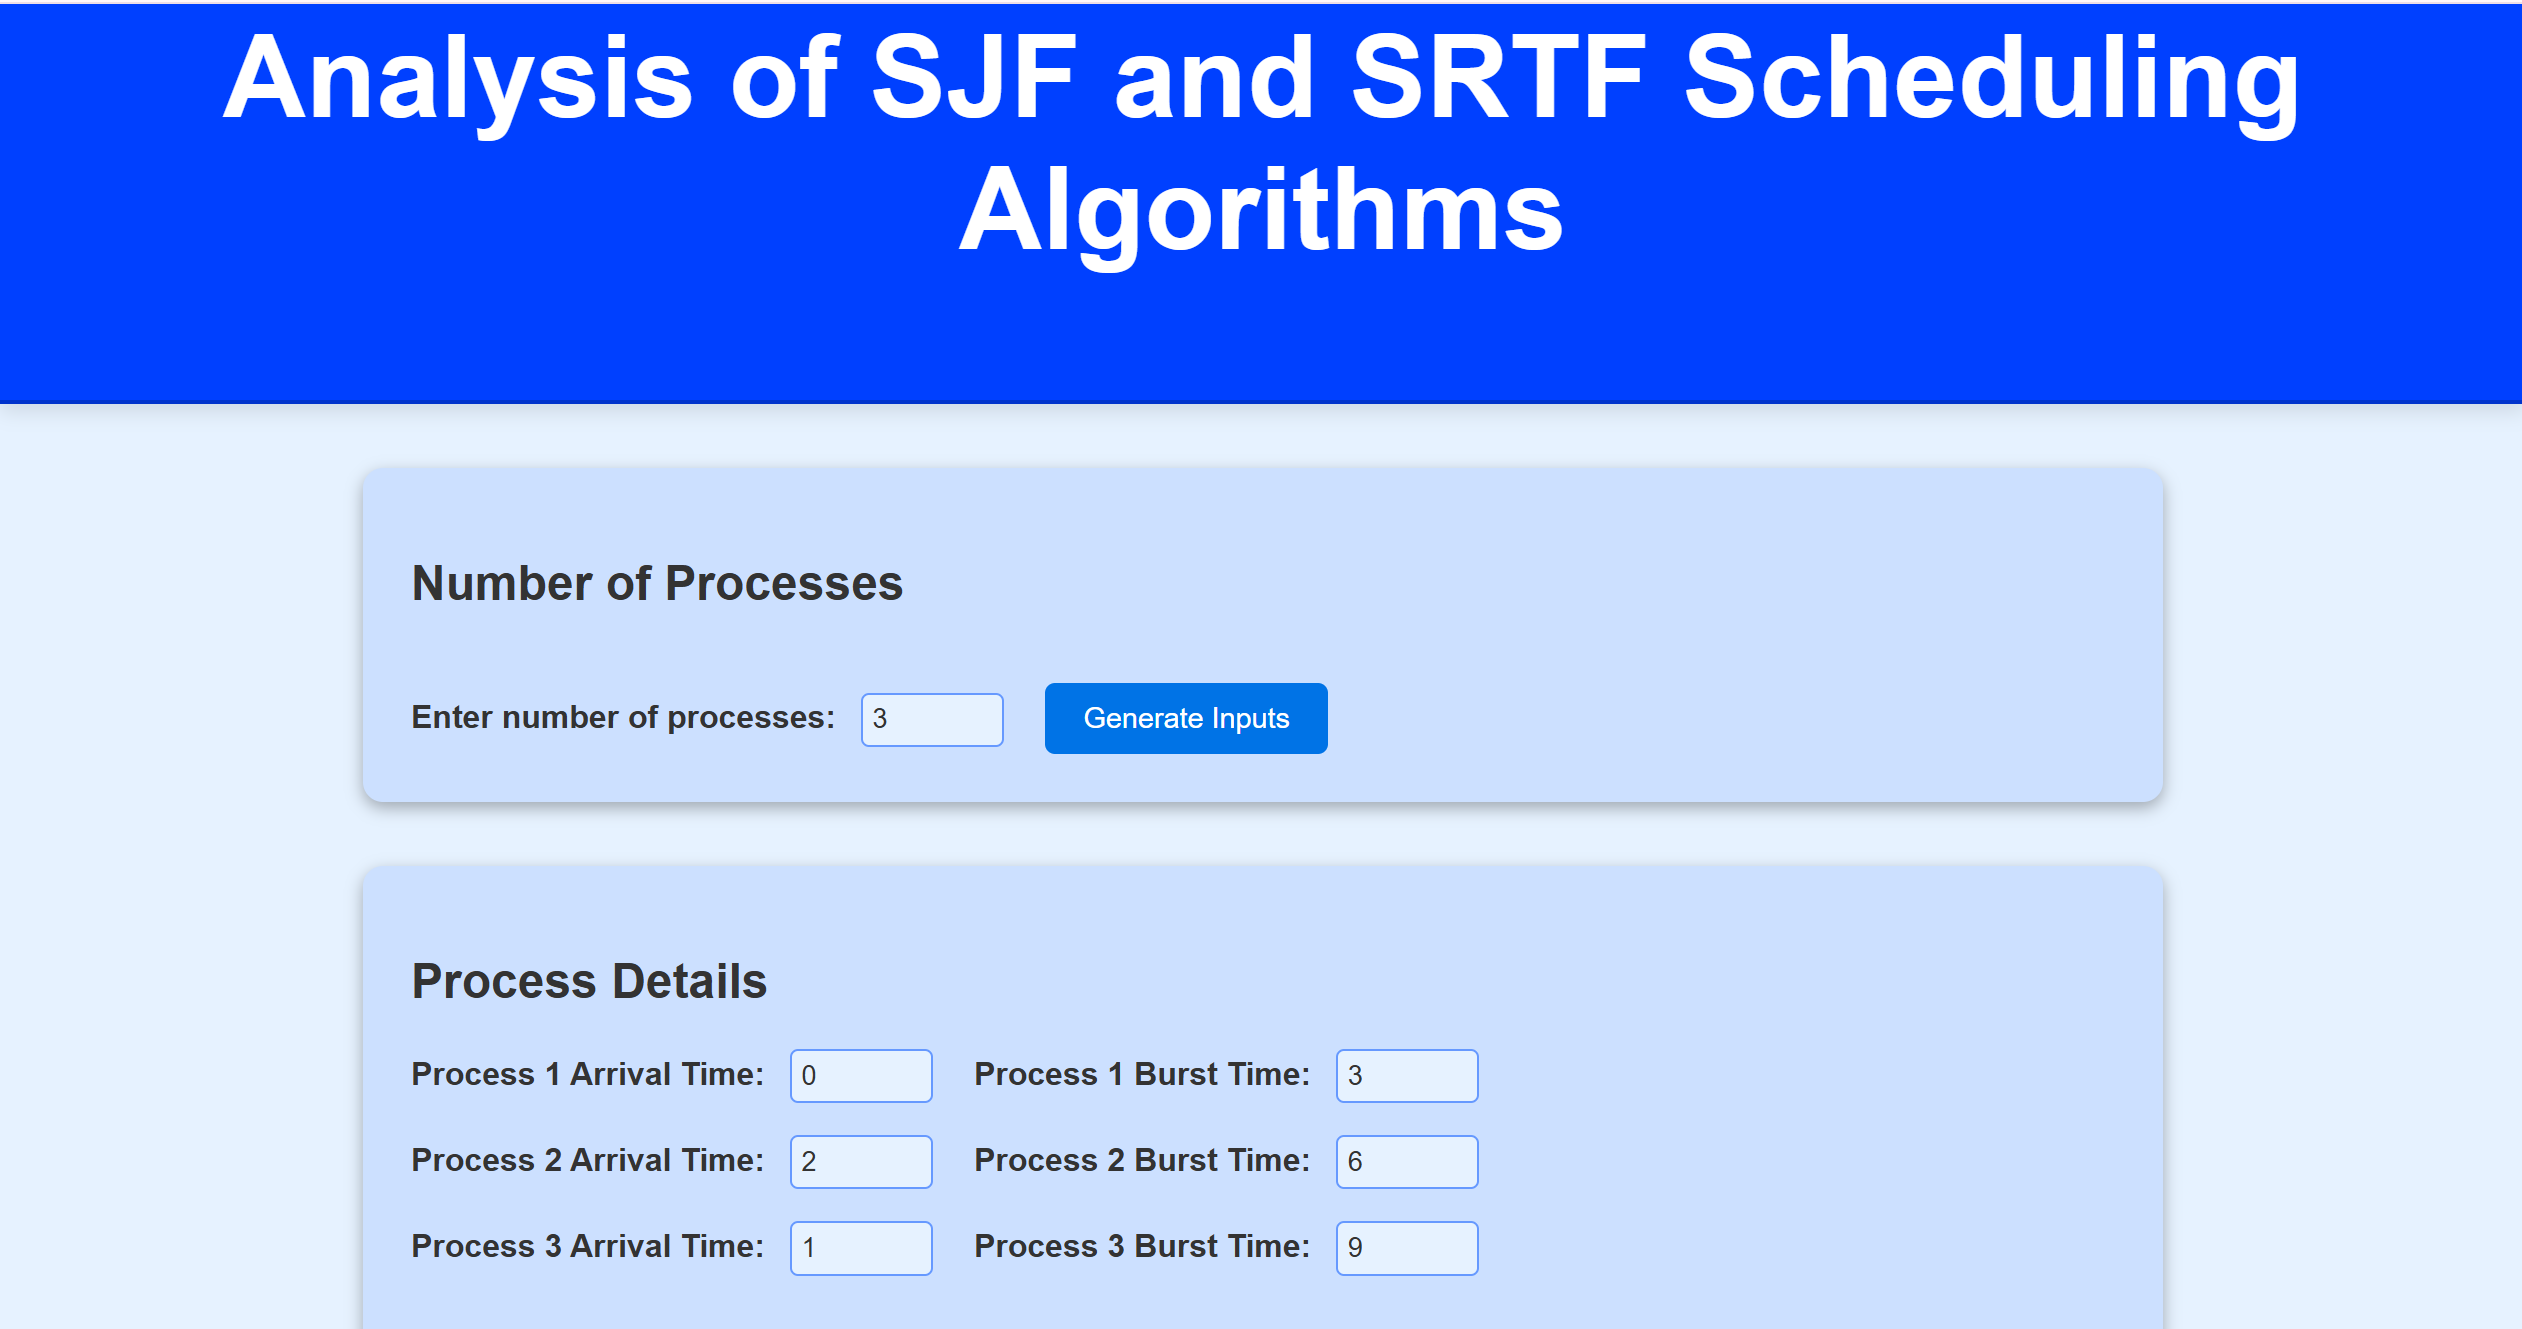 Analysis of SJF and SRTF Scheduling
Algorithms
Number of Processes
Enter number of processes: 3 Generate Inputs
Process Details
Process 1 Arrival Time: 0 Process 1 Burst Time: 3
Process 2 Arrival Time: 2 Process 2 Burst Time: 6
Process 3 Arrival Time: 1 Process 3 Burst Time: 9